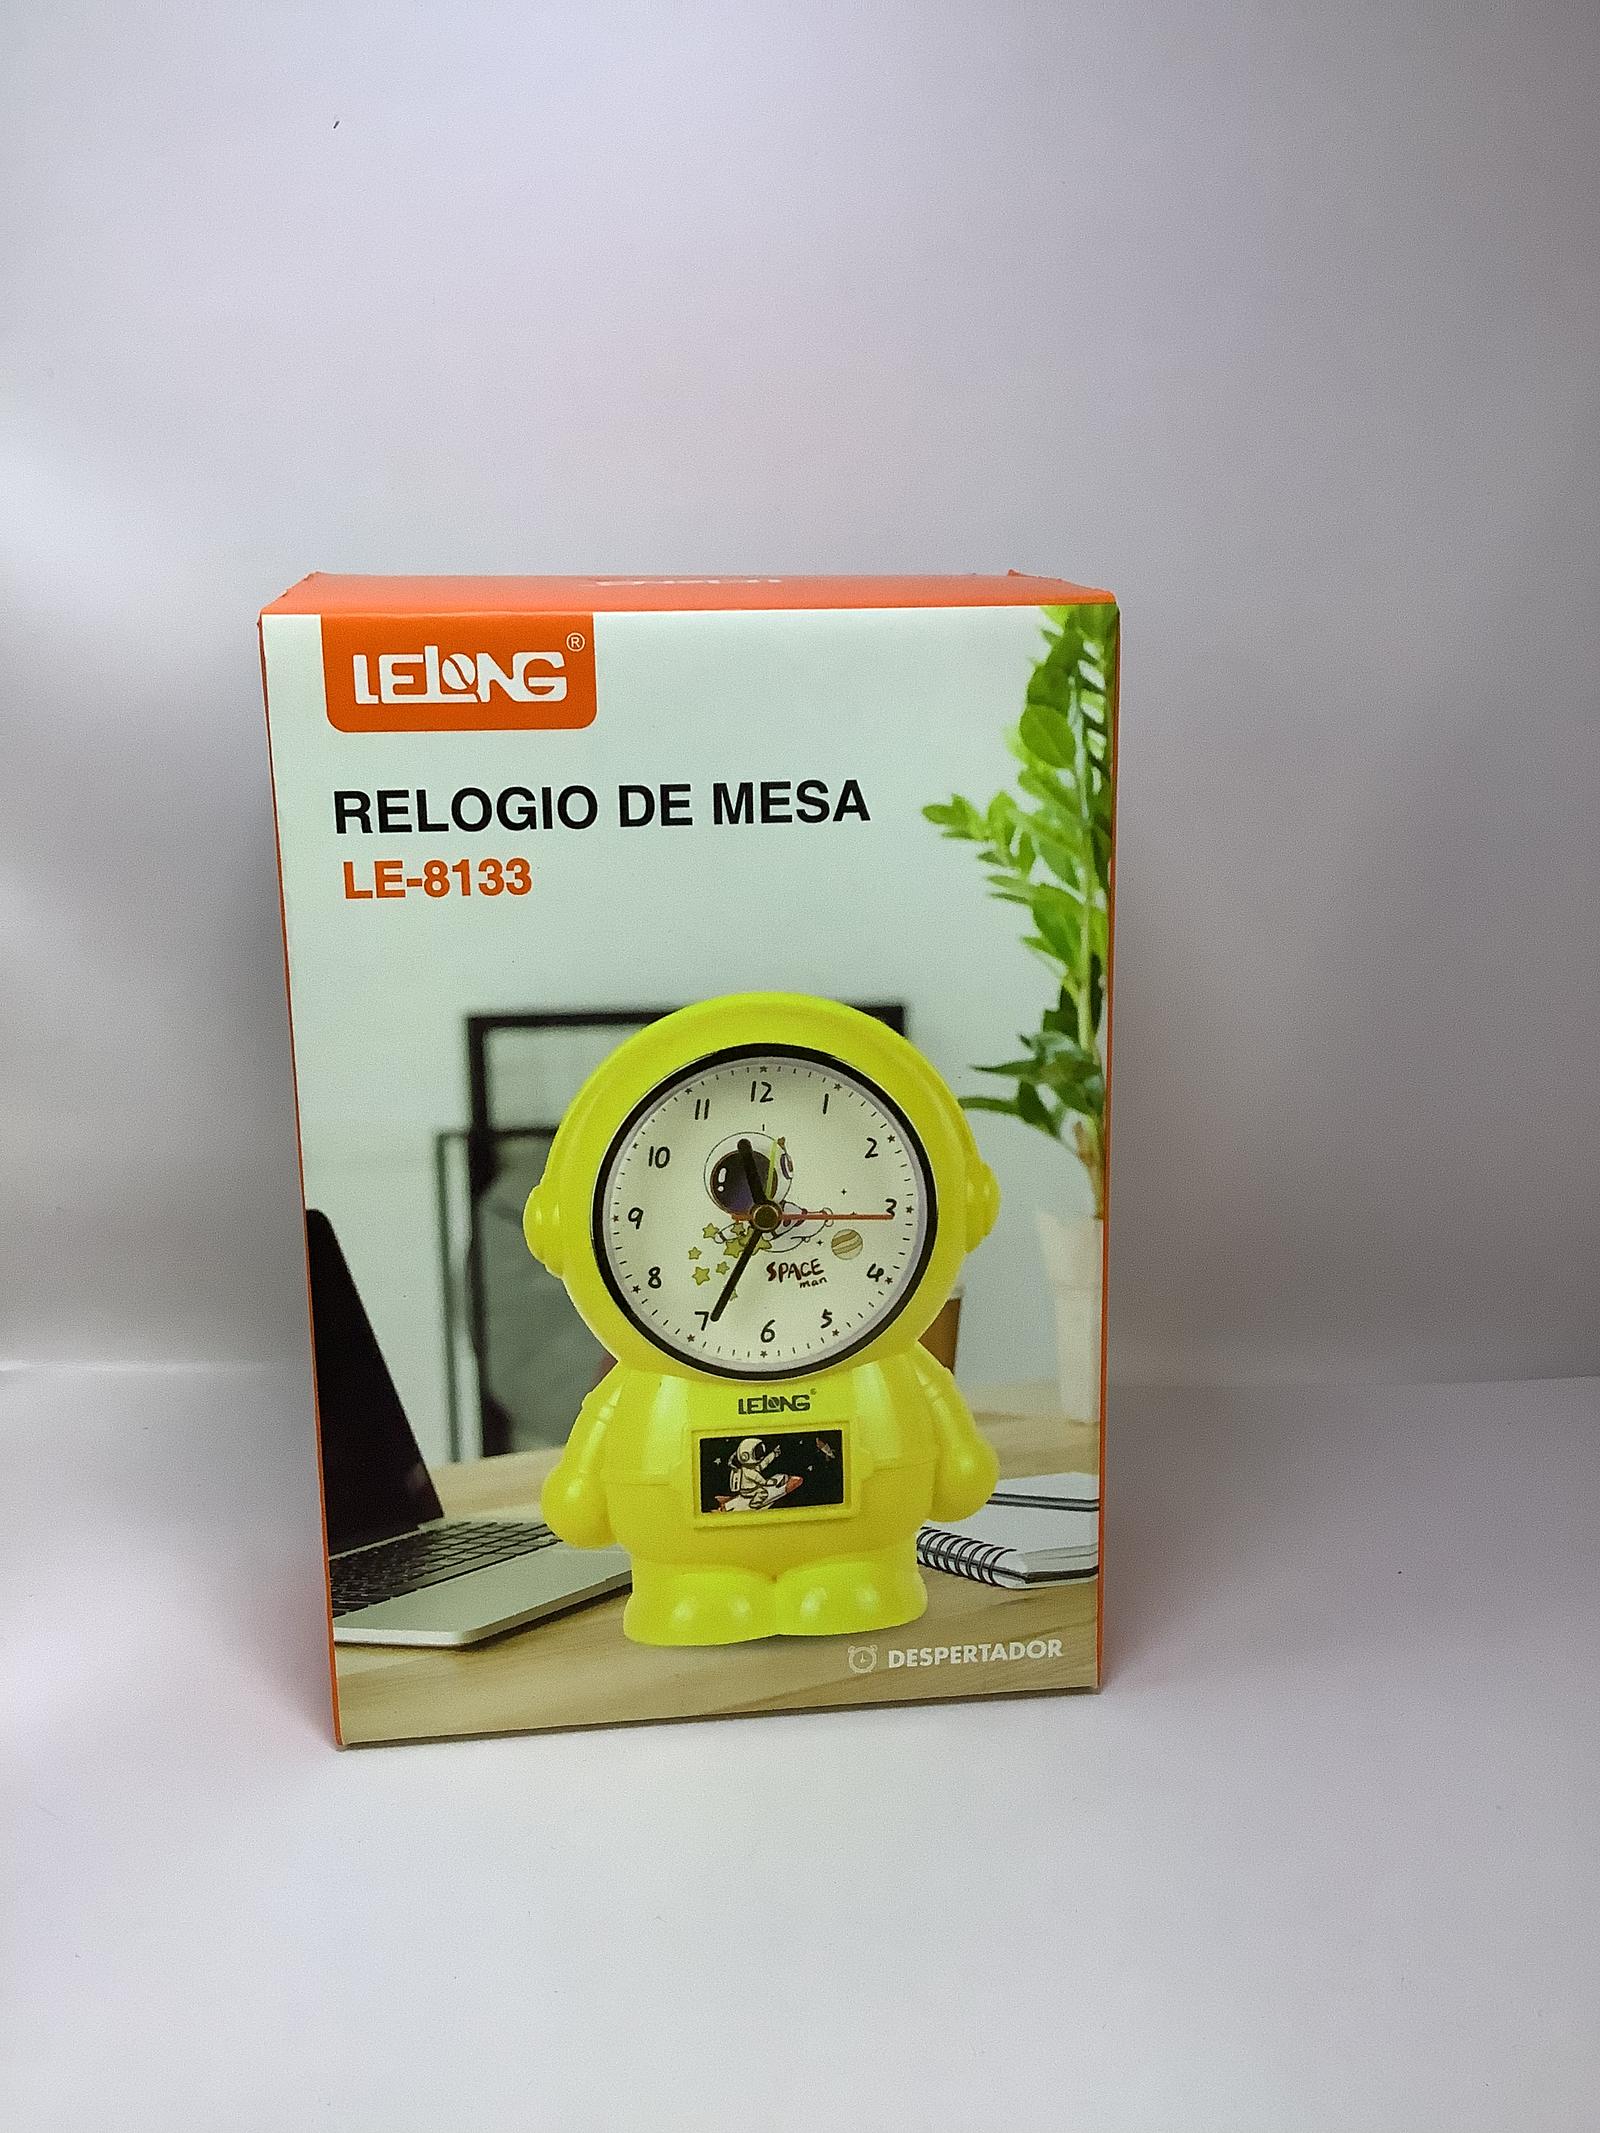 LELONG®
RELOGIO DE MESA
LE-8133
12
11
1
10
2
9
3
8
4
7
5
6
SPACE
man
LELONG®
DESPERTADOR